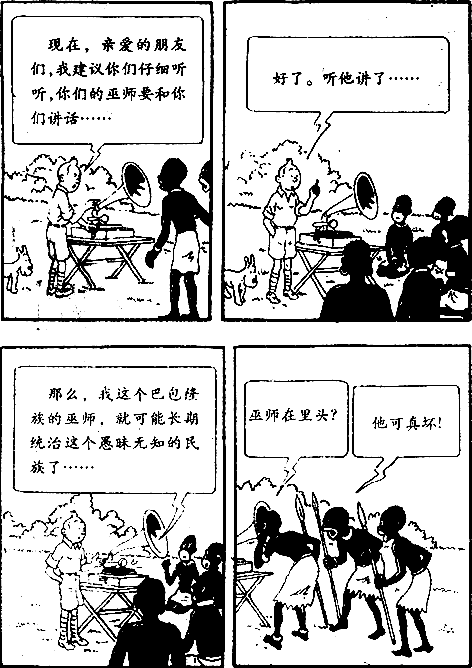 现在，亲爱的朋友
们，我建议你们仔细听
听，你们的巫师要和你
们讲话……
好了。听他讲了……
那么，我这个巴包绦
族的巫师，就可能长期
统治这个愚昧无知的民
族了……
巫师在里头？
他可真坏！